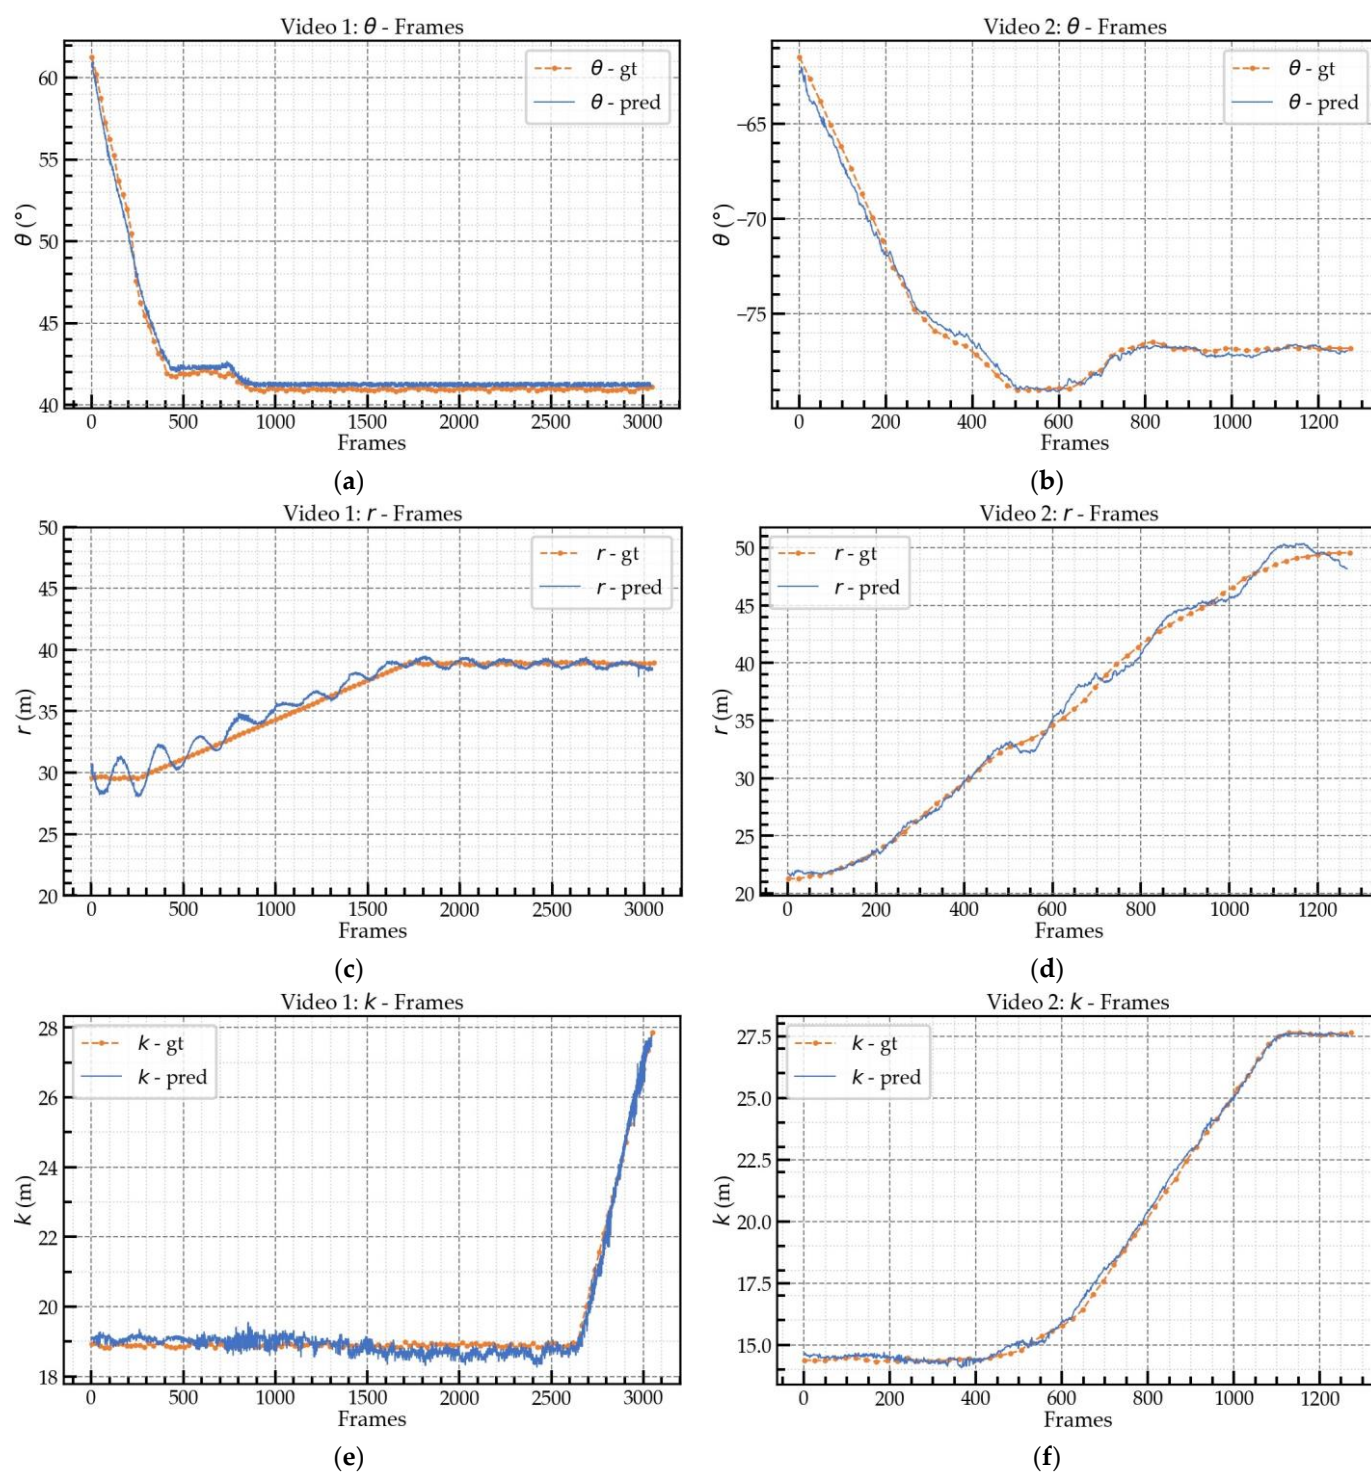 Video 1: θ - Frames
θ - gt
θ - pred
60
55
50
45
40
θ (°)
0 500 1000 1500 2000 2500 3000
Frames
(a)
Video 2: θ - Frames
θ - gt
θ - pred
−65
−70
−75
θ (°)
0 200 400 600 800 1000 1200
Frames
(b)
Video 1: r - Frames
r - gt
r - pred
50
45
40
35
30
25
20
r (m)
0 500 1000 1500 2000 2500 3000
Frames
(c)
Video 2: r - Frames
r - gt
r - pred
50
45
40
35
30
25
20
r (m)
0 200 400 600 800 1000 1200
Frames
(d)
Video 1: k - Frames
k - gt
k - pred
28
26
24
22
20
18
k (m)
0 500 1000 1500 2000 2500 3000
Frames
(e)
Video 2: k - Frames
k - gt
k - pred
27.5
25.0
22.5
20.0
17.5
15.0
k (m)
0 200 400 600 800 1000 1200
Frames
(f)